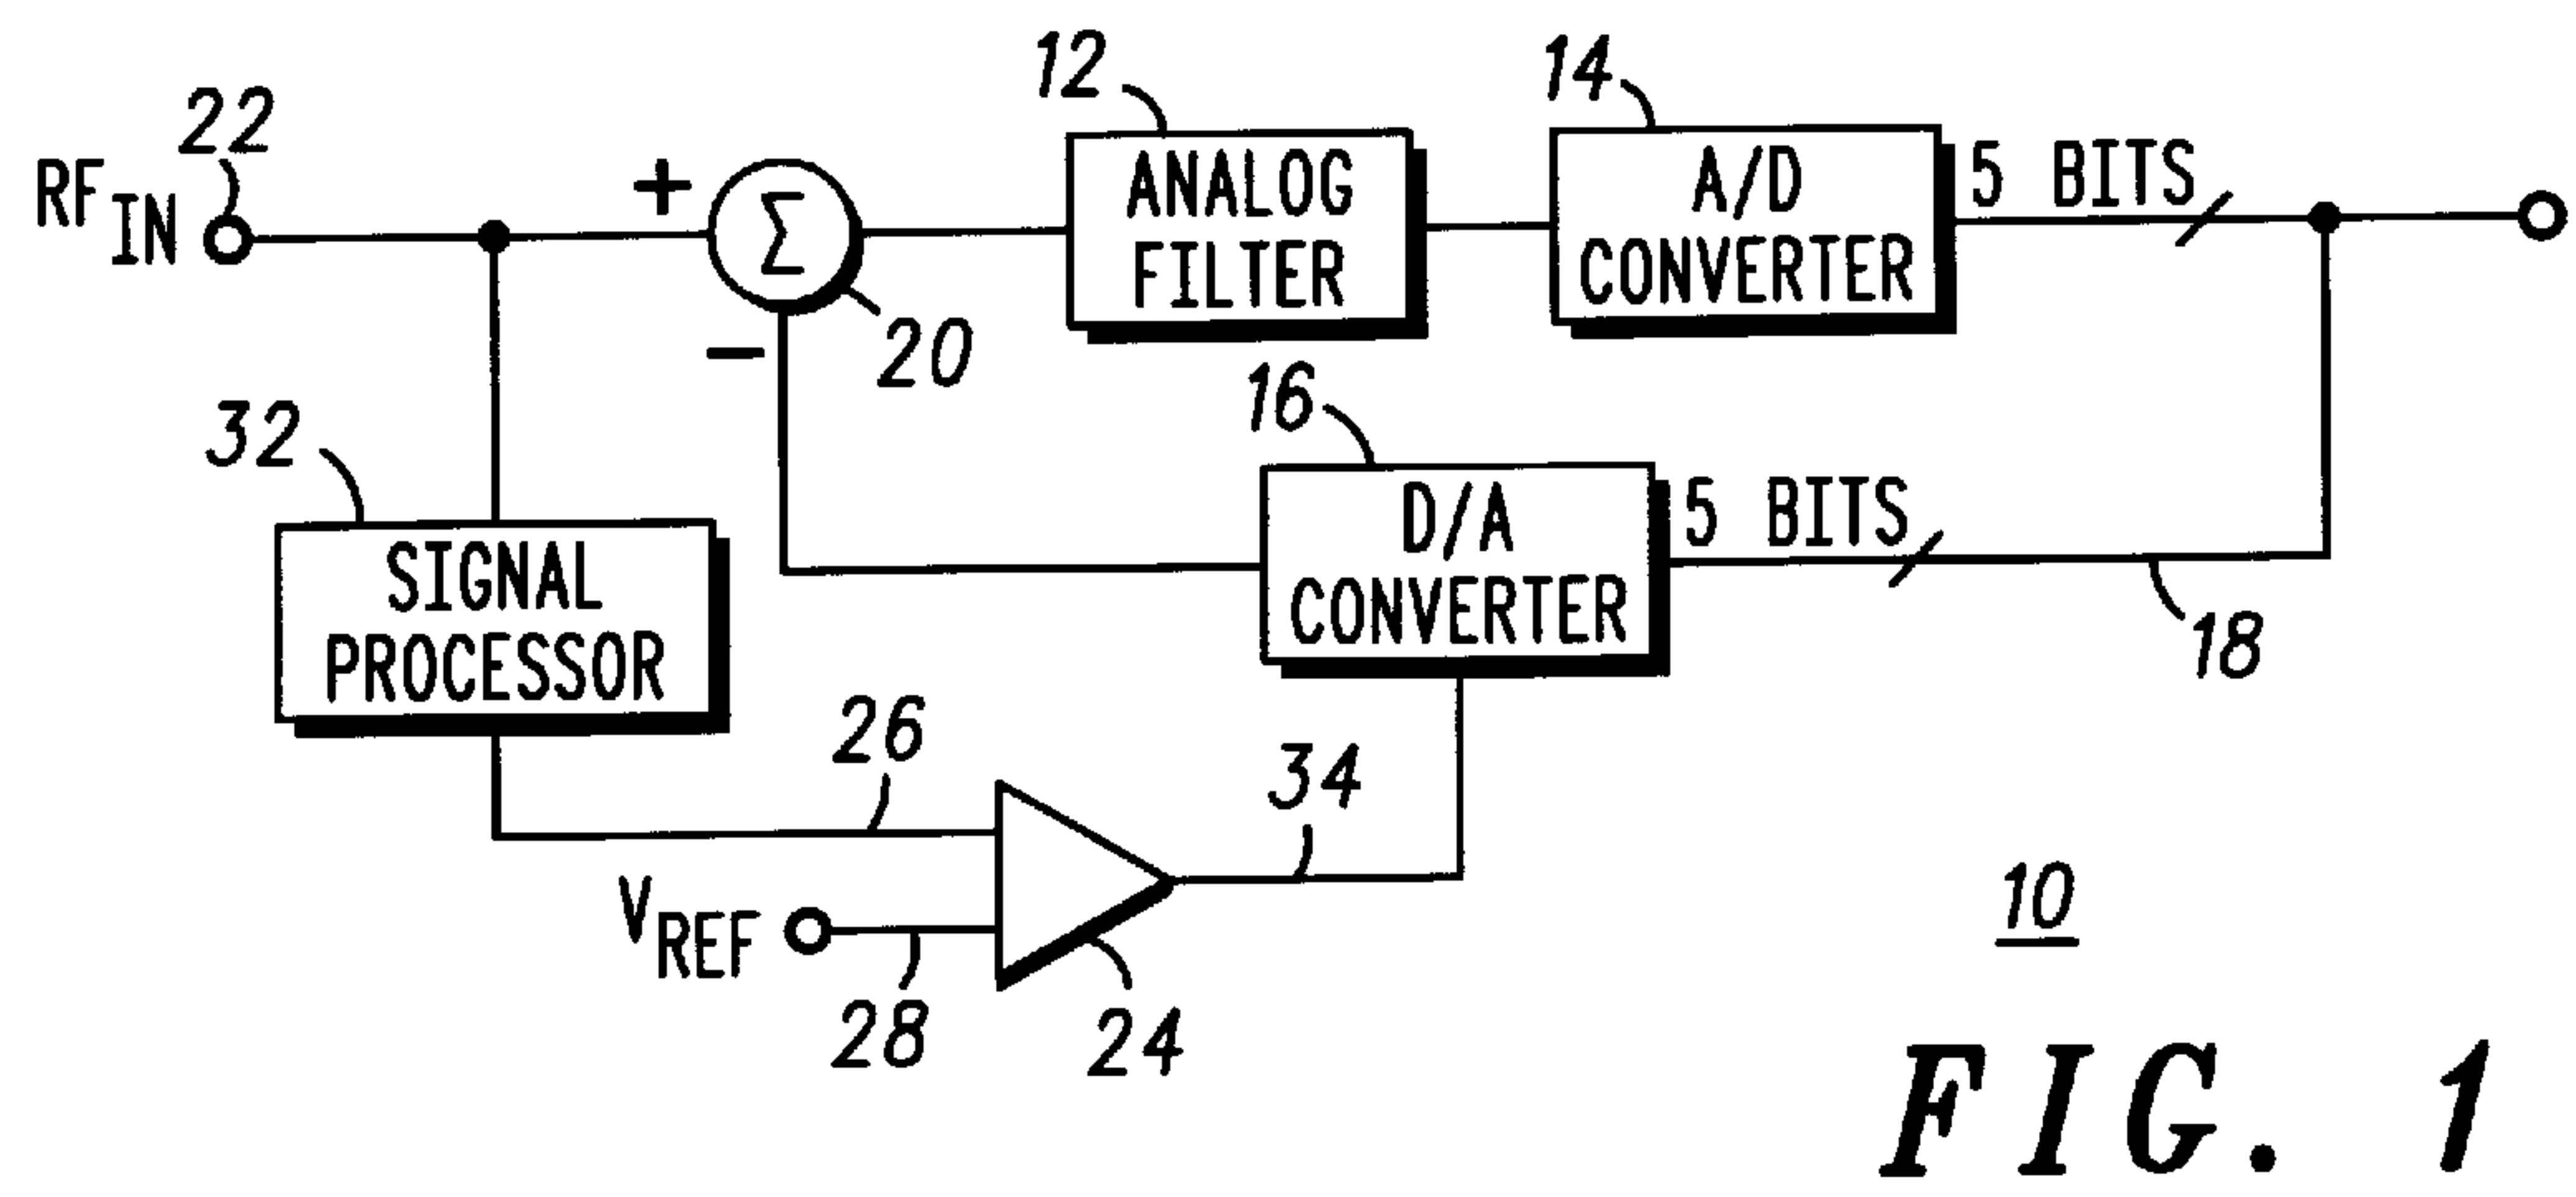 12
14
22
RF IN
+
Σ
ANALOG
FILTER
A/D
CONVERTER
5 BITS
−
20
16
32
D/A
CONVERTER
5 BITS
SIGNAL
PROCESSOR
18
26
34
V REF
28
24
10
FIG. 1